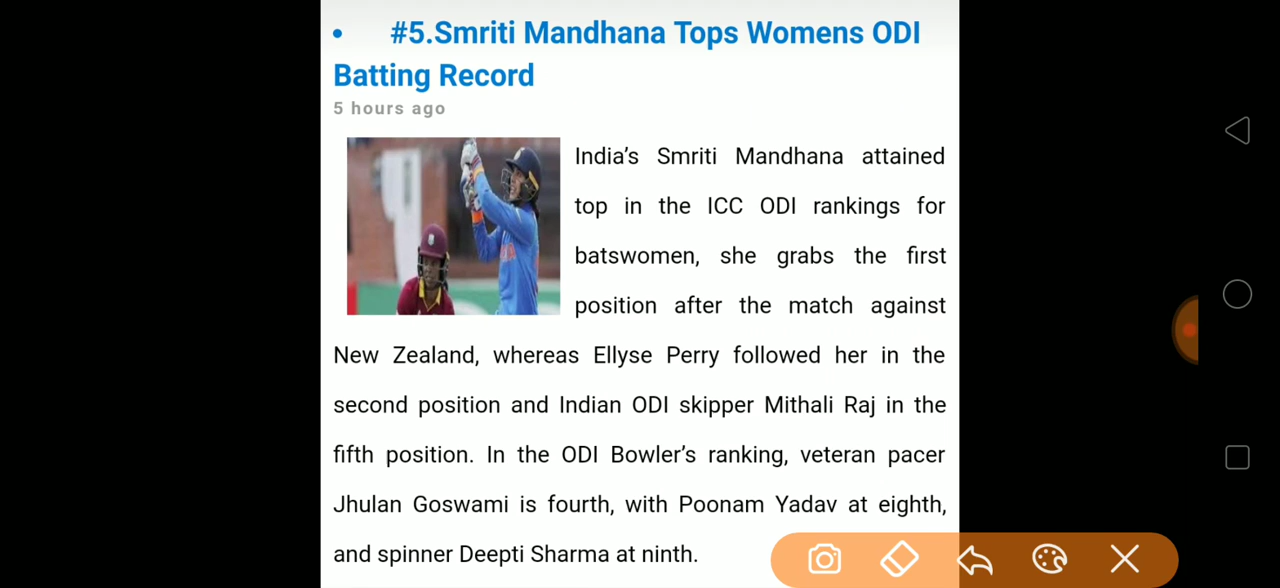 • #5.Smriti Mandhana Tops Womens ODI
Batting Record
5 hours ago
India’s Smriti Mandhana attained
top in the ICC ODI rankings for
batswomen, she grabs the first
position after the match against
New Zealand, whereas Ellyse Perry followed her in the
second position and Indian ODI skipper Mithali Raj in the
fifth position. In the ODI Bowler’s ranking, veteran pacer
Jhulan Goswami is fourth, with Poonam Yadav at eighth,
and spinner Deepti Sharma at ninth.